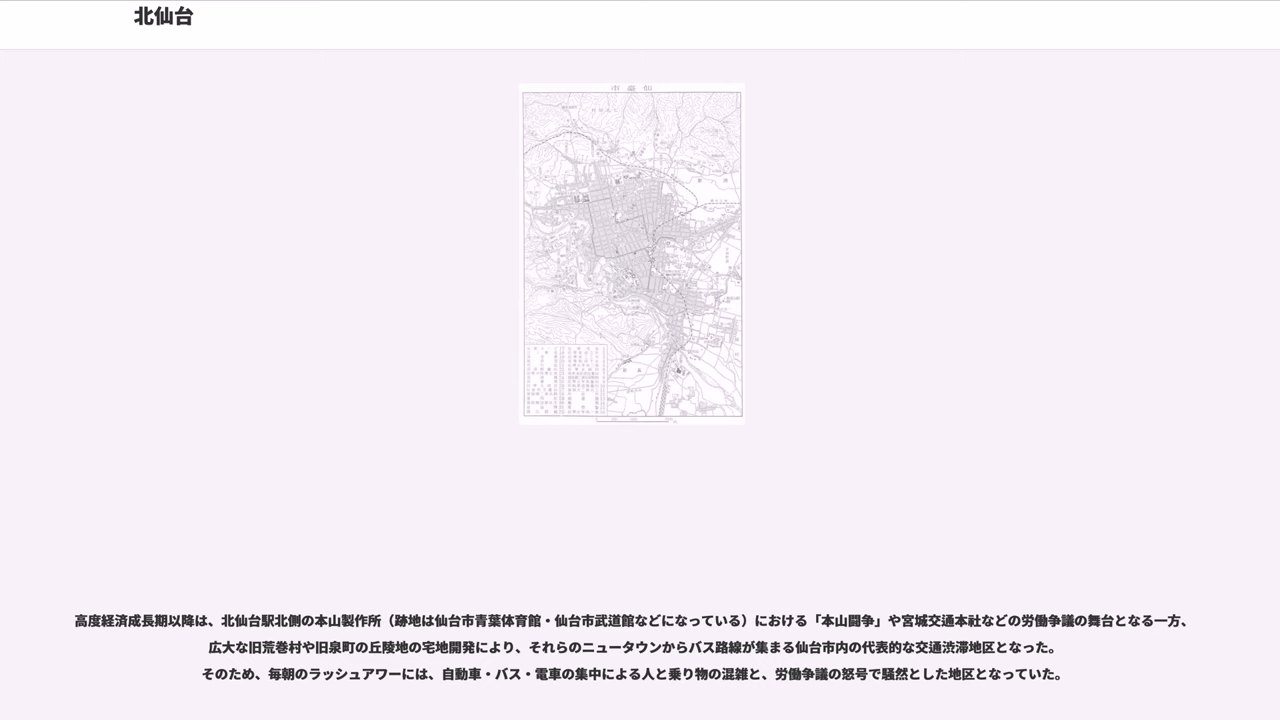 北仙台
市臺仙
高度経済成長期以降は、北仙台駅北側の本山製作所（跡地は仙台市青葉体育館・仙台市武道館などになっている）における「本山闘争」や宮城交通本社などの労働争議の舞台となる一方、
広大な旧荒巻村や旧泉町の丘陵地の宅地開発により、それらのニュータウンからバス路線が集まる仙台市内の代表的な交通渋滞地区となった。
そのため、毎朝のラッシュアワーには、自動車・バス・電車の集中による人と乗り物の混雑と、労働争議の怒号で騒然とした地区となっていた。